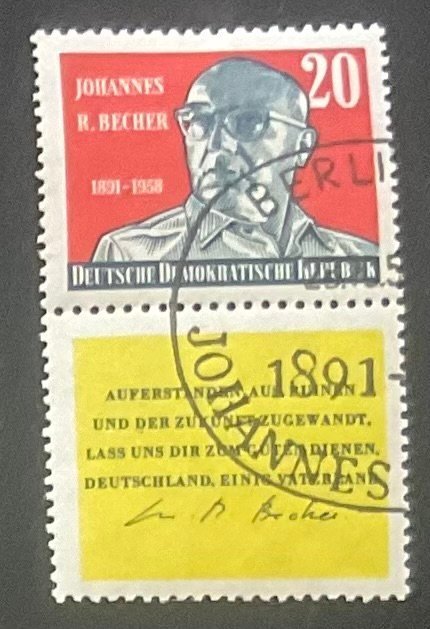 JOHANNES 20
R. BECHER
1891-1958
DEUTSCHE DEMOKRATISCHE REPUBLIK
BERLI
1891-
JOHANNES
AUFERSTANDEN AUS RUINEN
UND DER ZUKUNFT ZUGEWANDT,
LASS UNS DIR ZUM GUTEN DIENEN,
DEUTSCHLAND, EINIG VATERLAND
Becher